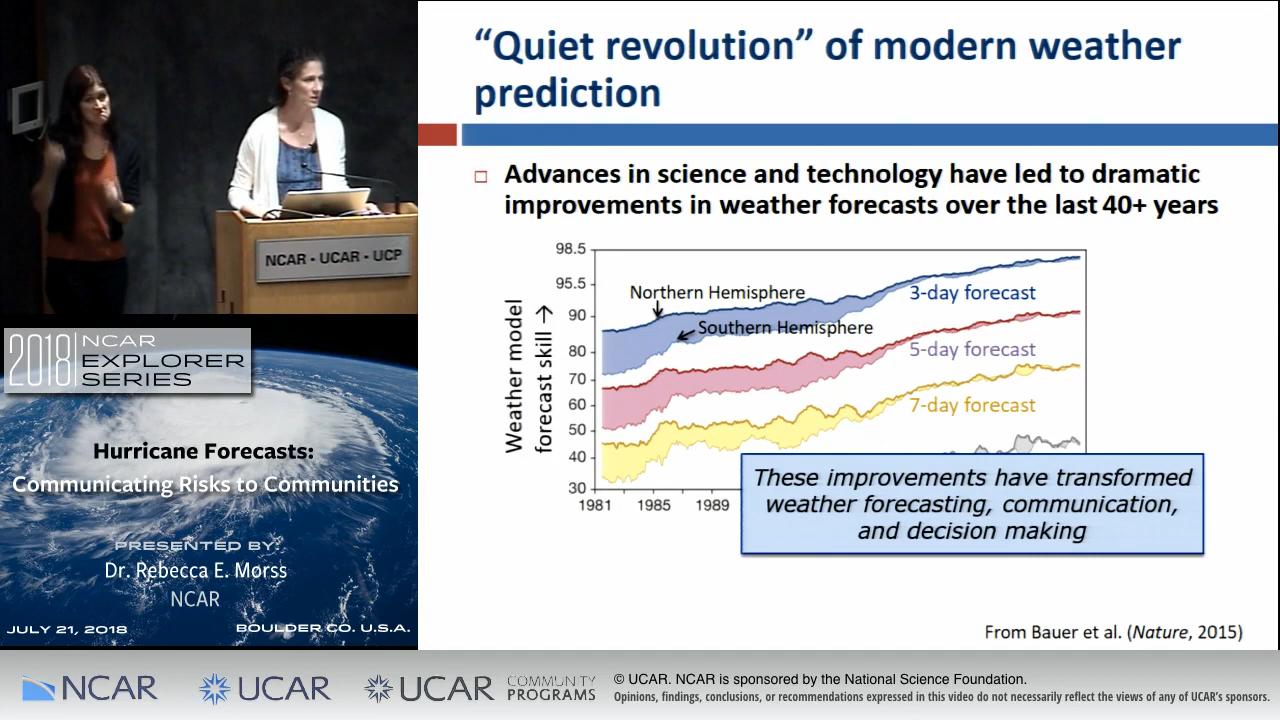 NCAR • UCAR • UCP
2018 NCAR
EXPLORER
SERIES
Hurricane Forecasts:
Communicating Risks to Communities
PRESENTED BY:
Dr. Rebecca E. Morss
NCAR
JULY 21, 2018
BOULDER CO. U.S.A.
“Quiet revolution” of modern weather
prediction
Advances in science and technology have led to dramatic
improvements in weather forecasts over the last 40+ years
Weather model
forecast skill →
98.5
95.5
90
80
70
60
50
40
30
1981 1985 1989
Northern Hemisphere
Southern Hemisphere
3-day forecast
5-day forecast
7-day forecast
These improvements have transformed
weather forecasting, communication,
and decision making
From Bauer et al. (Nature, 2015)
NCAR
UCAR
UCAR
COMMUNITY
PROGRAMS
© UCAR. NCAR is sponsored by the National Science Foundation.
Opinions, findings, conclusions, or recommendations expressed in this video do not necessarily reflect the views of any of UCAR's sponsors.